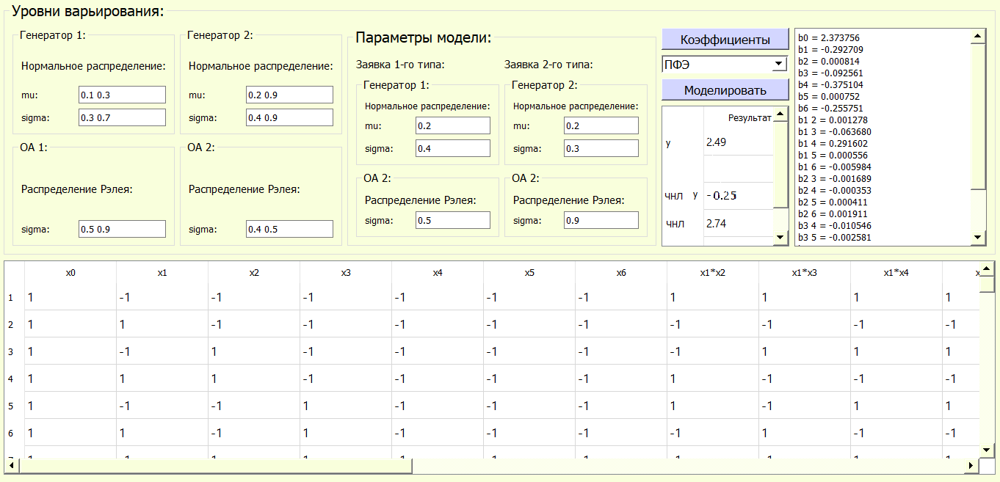 Уровни варьирования:
Генератор 1:
Нормальное распределение:
mu: 0.1 0.3
sigma: 0.3 0.7
Генератор 2:
Нормальное распределение:
mu: 0.2 0.9
sigma: 0.4 0.9
ОА 1:
Распределение Рэлея:
sigma: 0.5 0.9
ОА 2:
Распределение Рэлея:
sigma: 0.4 0.5
Параметры модели:
Заявка 1-го типа:
Генератор 1:
Нормальное распределение:
mu: 0.2
sigma: 0.4
ОА 2:
Распределение Рэлея:
sigma: 0.5
Заявка 2-го типа:
Генератор 2:
Нормальное распределение:
mu: 0.2
sigma: 0.3
ОА 2:
Распределение Рэлея:
sigma: 0.9
Коэффициенты
ПФЭ
Моделировать
Результат
y 2.49
ЧНЛ y -0.25
ЧНЛ 2.74
b0 = 2.373756
b1 = -0.292709
b2 = 0.000814
b3 = -0.092561
b4 = -0.375104
b5 = 0.000752
b6 = -0.255751
b1 2 = 0.001278
b1 3 = -0.063680
b1 4 = 0.291602
b1 5 = 0.000556
b1 6 = -0.005984
b2 3 = -0.001689
b2 4 = -0.000353
b2 5 = 0.000411
b2 6 = 0.001911
b3 4 = -0.010546
b3 5 = -0.002581
x0 x1 x2 x3 x4 x5 x6 x1*x2 x1*x3 x1*x4
1 1 -1 -1 -1 -1 -1 -1 1 1 1 1
2 1 1 -1 -1 -1 -1 -1 -1 -1 -1 -1
3 1 -1 1 -1 -1 -1 -1 -1 1 1 1
4 1 1 1 -1 -1 -1 -1 1 -1 -1 -1
5 1 -1 -1 1 -1 -1 -1 1 -1 1 1
6 1 1 -1 1 -1 -1 -1 -1 1 -1 -1